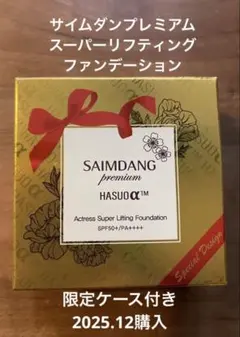 サイムダンプレミアム
スーパーリフティング
ファンデーション
SAIMDANG
premium
HASUO α™
Actress Super Lifting Foundation
SPF50+/PA++++
Special Design
限定ケース付き
2025.12購入